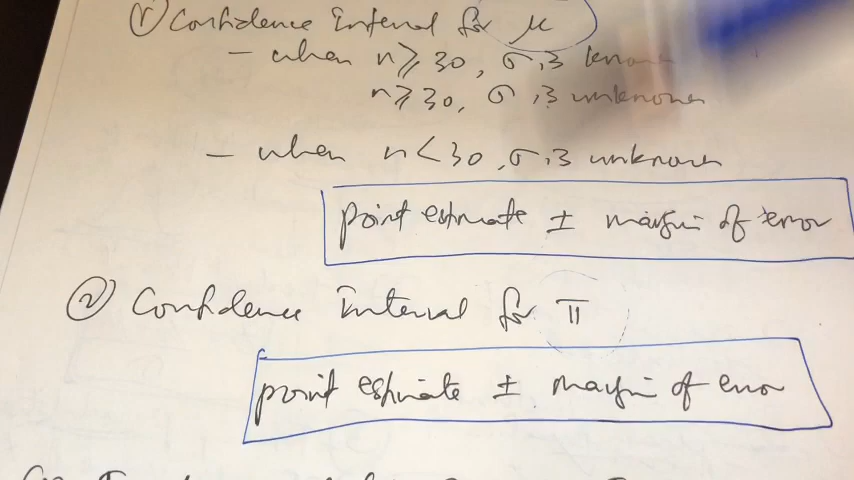 (1) Confidence Interval for μ
- when n ≥ 30, σ is known
n ≥ 30, σ is unknown
- when n < 30, σ is unknown
point estimate ± margin of error
(2) Confidence Interval for π
point estimate ± margin of error